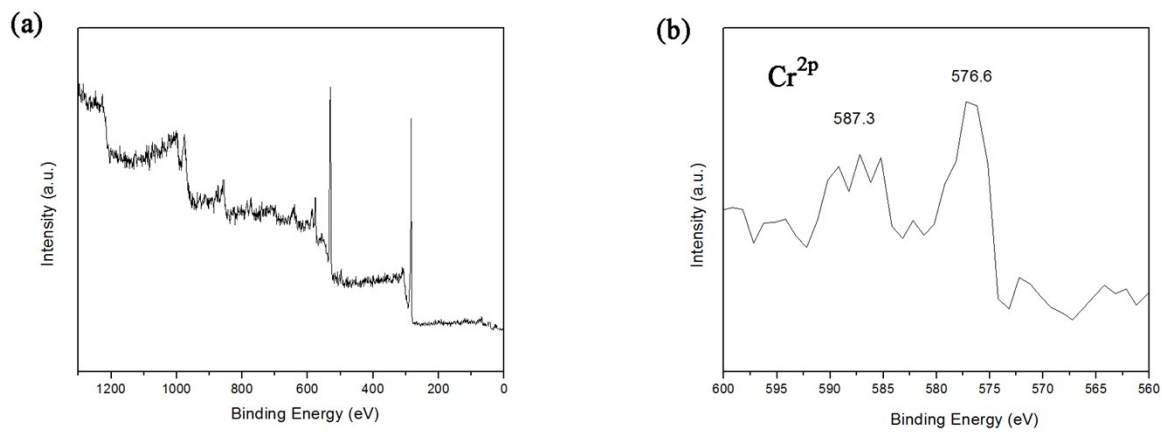 (a)
Intensity (a.u.)
1200 1000 800 600 400 200 0
Binding Energy (eV)
(b)
Cr2p
587.3
576.6
Intensity (a.u.)
600 595 590 585 580 575 570 565 560
Binding Energy (eV)